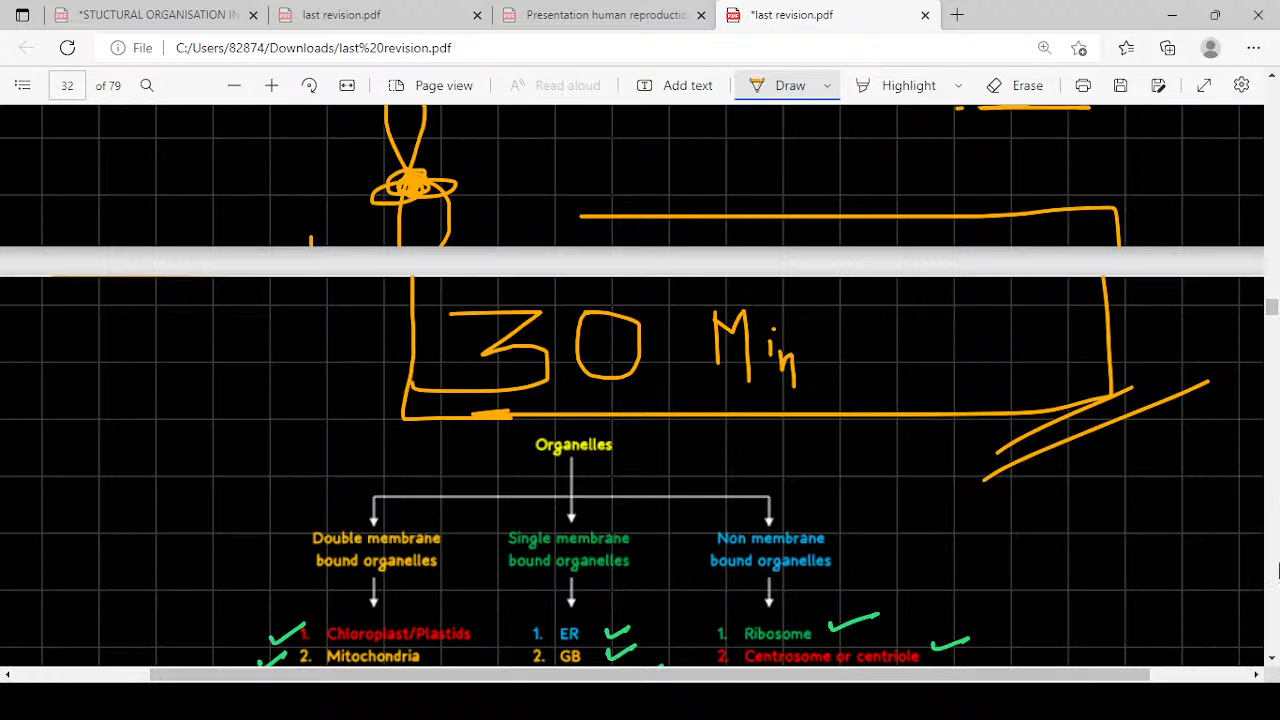 *STUCTURAL ORGANISATION IN
last revision.pdf
Presentation human reproductio
*last revision.pdf
File
C:/Users/82874/Downloads/last%20revision.pdf
32 of 79
Page view
Read aloud
Add text
Draw
Highlight
Erase
30 Min
Organelles
Double membrane
bound organelles
Single membrane
bound organelles
Non membrane
bound organelles
1. Chloroplast/Plastids
1. ER
1. Ribosome
2. Mitochondria
2. GB
2. Centrosome or centriole